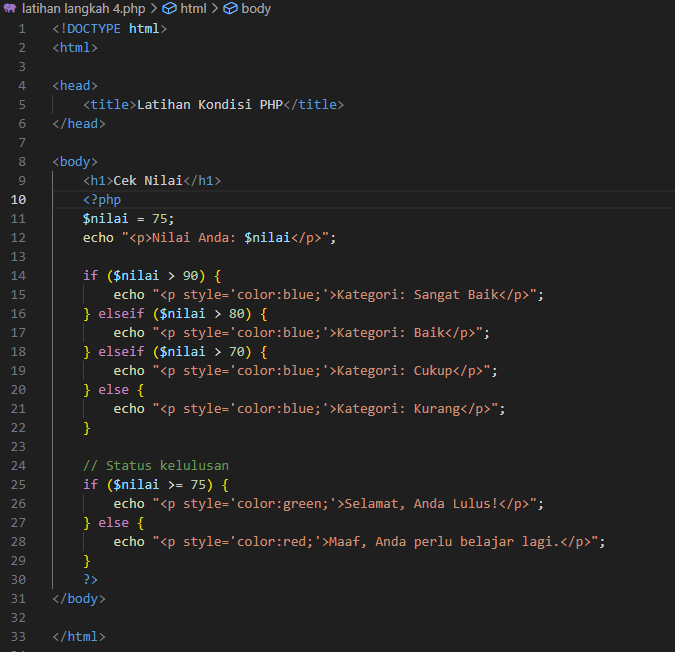 latihan langkah 4.php > html > body
1 <!DOCTYPE html>
2 <html>
3
4 <head>
5     <title>Latihan Kondisi PHP</title>
6 </head>
7
8 <body>
9     <h1>Cek Nilai</h1>
10     <?php
11     $nilai = 75;
12     echo "<p>Nilai Anda: $nilai</p>";
13
14     if ($nilai > 90) {
15         echo "<p style='color:blue;'>Kategori: Sangat Baik</p>";
16     } elseif ($nilai > 80) {
17         echo "<p style='color:blue;'>Kategori: Baik</p>";
18     } elseif ($nilai > 70) {
19         echo "<p style='color:blue;'>Kategori: Cukup</p>";
20     } else {
21         echo "<p style='color:blue;'>Kategori: Kurang</p>";
22     }
23
24     // Status kelulusan
25     if ($nilai >= 75) {
26         echo "<p style='color:green;'>Selamat, Anda Lulus!</p>";
27     } else {
28         echo "<p style='color:red;'>Maaf, Anda perlu belajar lagi.</p>";
29     }
30     ?>
31 </body>
32
33 </html>